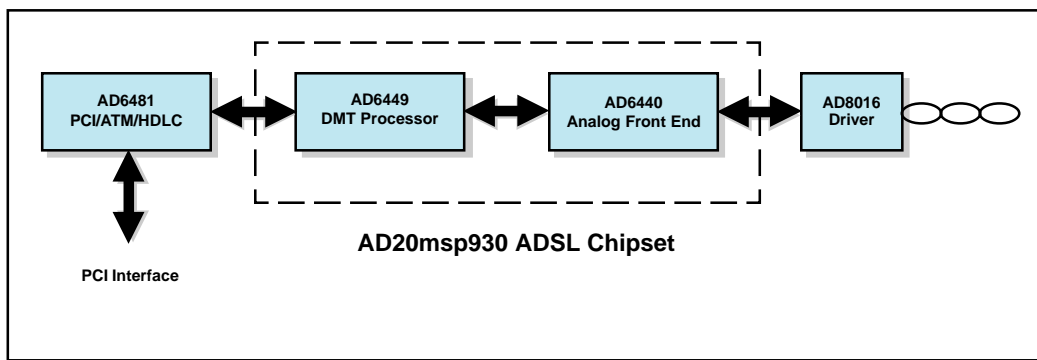 AD6481
PCI/ATM/HDLC
AD6449
DMT Processor
AD6440
Analog Front End
AD8016
Driver
AD20msp930 ADSL Chipset
PCI Interface